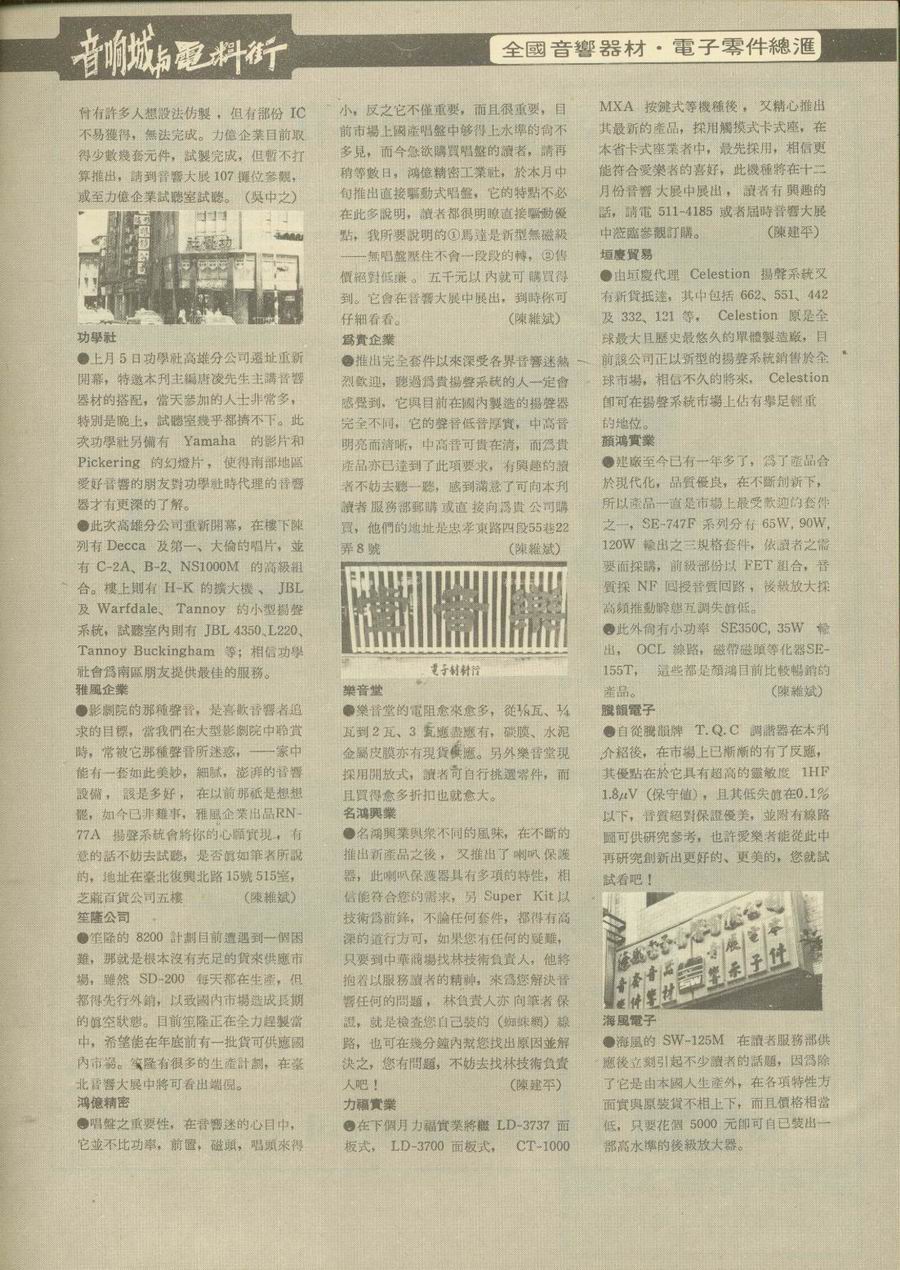 音响城与電料街
全國音響器材・電子零件總滙
曾有許多人想設法仿製，但有部份 IC
不易獲得，無法完成。力億企業目前取
得少數幾套元件，試製完成，但暫不打
算推出，請到音響大展 107 攤位參觀，
或至力億企業試聽室試聽。（吳中之）
功學社
功學社
●上月 5 日功學社高雄分公司遷址重新
開幕，特邀本刊主編唐凌先生主講音響
器材的搭配，當天參加的人士非常多，
特別是晚上，試聽室幾乎都擠不下。此
次功學社另備有 Yamaha 的影片和
Pickering 的幻燈片，使得南部地區
愛好音響的朋友對功學社時代理的音響
器才有更深的了解。
●此次高雄分公司重新開幕，在樓下陳
列有 Decca 及第一、大倫的唱片，並
有 C-2A、B-2、NS1000M 的高級組
合。樓上則有 H-K 的擴大機、JBL
及 Warfdale、Tannoy 的小型揚聲
系統，試聽室內則有 JBL 4350、L220、
Tannoy Buckingham 等；相信功學
社會爲南區朋友提供最佳的服務。
雅風企業
●影劇院的那種聲音，是喜歡音響者追
求的目標，當我們在大型影劇院中聆賞
時，常被它那種聲音所迷惑，——家中
能有一套如此美妙，細膩，澎湃的音響
設備，該是多好，在以前那祗是想想
罷，如今已非難事，雅風企業出品RN-
77A 揚聲系統會將你的心願實現，有
意的話不妨去試聽，是否眞如筆者所說
的，地址在臺北復興北路 15號 515室，
芝蔴百貨公司五樓 （陳維斌）
笙隆公司
●笙隆的 8200 計劃目前遭遇到一個困
難，那就是根本沒有充足的貨來供應市
場，雖然 SD-200 每天都在生產，但
都得先行外銷，以致國內市場造成長期
的眞空狀態。目前笙隆正在全力趕製當
中，希望能在年底前有一批貨可供應國
內市場。笙隆有很多的生產計劃，在臺
北音響大展中將可看出端倪。
鴻億精密
●唱盤之重要性，在音響迷的心目中，
它並不比功率，前置，磁頭，唱頭來得
小，反之它不僅重要，而且很重要，目
前市場上國產唱盤中够得上水準的尙不
多見，而今急欲購買唱盤的讀者，請再
稍等數日，鴻億精密工業社，於本月中
旬推出直接驅動式唱盤，它的特點不必
在此多說明，讀者都很明瞭直接驅動優
點，我所要說明的①馬達是新型無磁級
——無唱盤壓住不會一段段的轉，②售
價絕對低廉。五千元以內就可購買得
到。它會在音響大展中展出，到時你可
仔細看看。 （陳維斌）
爲貴企業
●推出完全套件以來深受各界音響迷熱
烈歡迎，聽過爲貴揚聲系統的人一定會
感覺到，它與目前在國內製造的揚聲器
完全不同，它的聲音低音厚實，中高音
明亮而清晰，中高音可貴在清，而爲貴
產品亦已達到了此項要求，有興趣的讀
者不妨去聽一聽，感到滿意了可向本刋
讀者服務部郵購或直接向爲貴公司購
買，他們的地址是忠孝東路四段55巷22
弄 8 號 （陳維斌）
堂音樂
電子材料行
樂音堂
●樂音堂的電阻愈來愈多，從⅛瓦、¼
瓦到 2 瓦、3 瓦應盡應有，碳膜、水泥
金屬皮膜亦有現貨供應。另外樂音堂現
採用開放式，讀者可自行挑選零件，而
且買得愈多折扣也就愈大。
名鴻興業
●名鴻興業與衆不同的風味，在不斷的
推出新產品之後，又推出了喇叭保護
器，此喇叭保護器具有多項的特性，相
信能符合您的需求，另 Super Kit 以
技術爲前鋒，不論任何套件，都得有高
深的道行方可，如果您有任何的疑難，
只要到中華商場找林技術負責人，他將
抱着以服務讀者的精神，來爲您解決音
響任何的問題，林負責人亦向筆者保
證，就是檢查您自己裝的（蜘蛛網）線
路，也可在幾分鐘內幫您找出原因並解
決之，您有問題，不妨去找林技術負責
人吧！ （陳建平）
力福實業
●在下個月力福實業將繼 LD-3737 面
板式，LD-3700 面板式，CT-1000
MXA 按鍵式等機種後，又精心推出
其最新的產品，採用觸摸式卡式座，在
本省卡式座業者中，最先採用，相信更
能符合愛樂者的喜好，此機種將在十二
月份音響大展中展出，讀者有興趣的
話，請電 511-4185 或者屆時音響大展
中蒞臨參觀訂購。 （陳建平）
垣慶貿易
●由垣慶代理 Celestion 揚聲系統又
有新貨抵達，其中包括 662、551、442
及 332、121 等，Celestion 原是全
球最大且歷史最悠久的單體製造廠，目
前該公司正以新型的揚聲系統銷售於全
球市場，相信不久的將來，Celestion
卽可在揚聲系統市場上佔有擧足輕重
的地位。
顏鴻實業
●建廠至今已有一年多了，爲了產品合
於現代化，品質優良，在不斷創新下，
所以產品一直是市場上最受歡迎的套件
之一，SE-747F 系列分有 65W, 90W,
120W 輸出之三規格套件，依讀者之需
要而採購，前級部份以 FET 組合，音
質採 NF 回授音質回路，後級放大採
高頻推動瞬態互調失眞低。
●此外尙有小功率 SE350C, 35W 輸
出，OCL 線路，磁帶磁頭等化器SE-
155T，這些都是顏鴻目前比較暢銷的
產品。 （陳維斌）
騰韻電子
●自從騰韻牌 T.Q.C 調諧器在本刋
介紹後，在市場上已漸漸的有了反應，
其優點在於它具有超高的靈敏度 1HF
1.8μV（保守値），且其低失眞在0.1%
以下，音質絕對保證優美，並附有線路
圖可供研究參考，也許愛樂者能從此中
再研究創新出更好的、更美的，您就試
試看吧！
海風電子
●海風的 SW-125M 在讀者服務部供
應後立刻引起不少讀者的話題，因爲除
了它是由本國人生產外，在各項特性方
面實與原裝貨不相上下，而且價格相當
低，只要花個 5000 元卽可自己裝出一
部高水準的後級放大器。